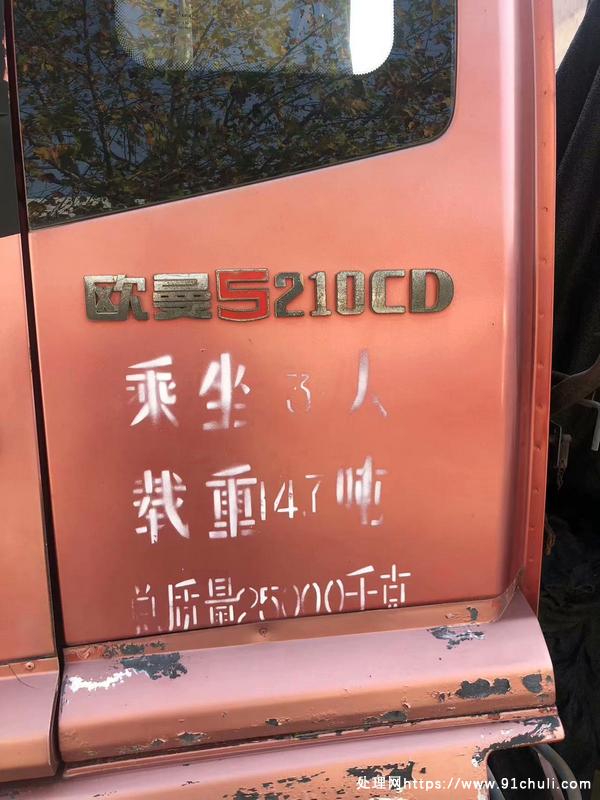 欧曼5210CD
乘坐3人
载重14.7吨
总质量25000千克
处理网https://www.91chuli.com